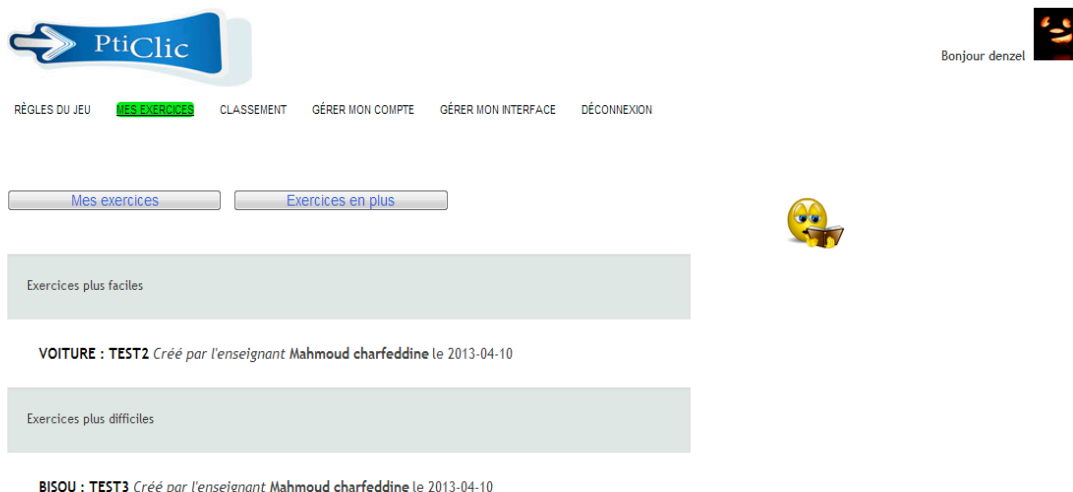 PtiClic
Bonjour denzel
RÈGLES DU JEU MES EXERCICES CLASSEMENT GÉRER MON COMPTE GÉRER MON INTERFACE DÉCONNEXION
Mes exercices Exercices en plus
Exercices plus faciles
VOITURE : TEST2 Créé par l'enseignant Mahmoud charfeddine le 2013-04-10
Exercices plus difficiles
BISOU : TEST3 Créé par l'enseignant Mahmoud charfeddine le 2013-04-10